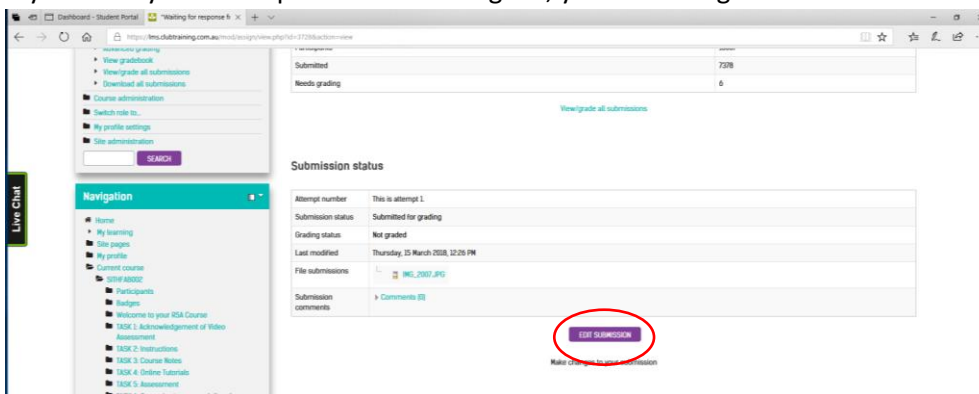 Dashboard - Student Portal
"Waiting for response fr
https://lms.clubtraining.com.au/mod/assign/view.php?id=3728&action=view
View gradebook
View/grade all submissions
Download all submissions
Course administration
Switch role to...
My profile settings
Site administration
SEARCH
Submitted 7378
Needs grading 6
View/grade all submissions
Submission status
Attempt number This is attempt 1.
Submission status Submitted for grading
Grading status Not graded
Last modified Thursday, 15 March 2018, 12:26 PM
File submissions IMG_2007.JPG
Submission comments Comments (0)
EDIT SUBMISSION
Make changes to your submission
Live Chat
Navigation
Home
My learning
Site pages
My profile
Current course
SITHFAB002
Participants
Badges
Welcome to your RSA Course
TASK 1: Acknowledgement of Video
Assessment
TASK 2: Instructions
TASK 3: Course Notes
TASK 4: Online Tutorials
TASK 5: Assessment